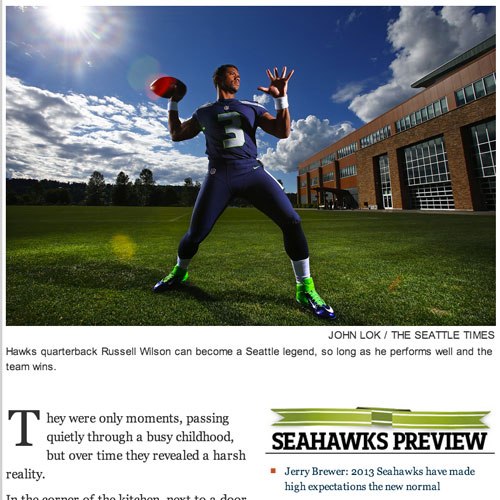 3
JOHN LOK / THE SEATTLE TIMES
Hawks quarterback Russell Wilson can become a Seattle legend, so long as he performs well and the
team wins.
They were only moments, passing
quietly through a busy childhood,
but over time they revealed a harsh
reality.
In the corner of the kitchen, next to a door
SEAHAWKS PREVIEW
Jerry Brewer: 2013 Seahawks have made
high expectations the new normal